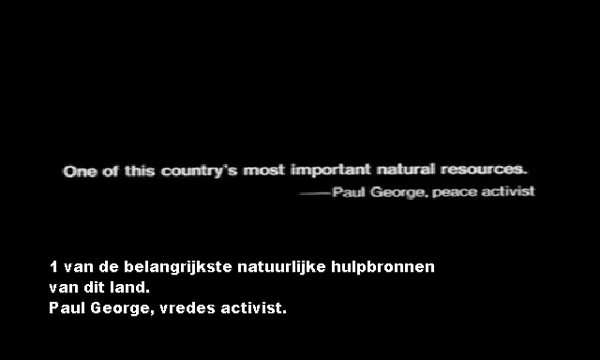 One of this country's most important natural resources.
——Paul George, peace activist
1 van de belangrijkste natuurlijke hulpbronnen
van dit land.
Paul George, vredes activist.